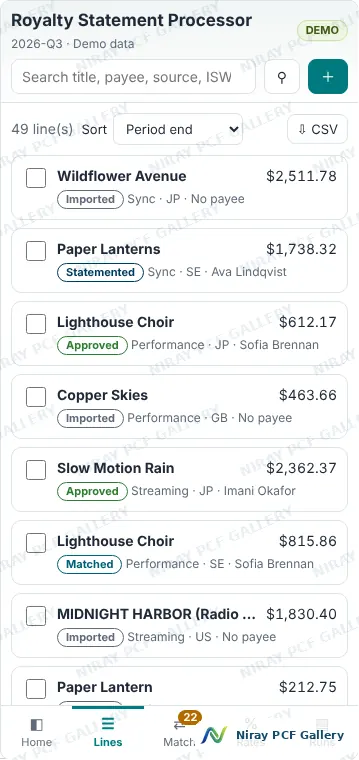 Royalty Statement Processor
2026-Q3 · Demo data
DEMO
Search title, payee, source, ISW
49 line(s) Sort Period end CSV
Wildflower Avenue $2,511.78
Imported Sync · JP · No payee
Paper Lanterns $1,738.32
Statemented Sync · SE · Ava Lindqvist
Lighthouse Choir $612.17
Approved Performance · JP · Sofia Brennan
Copper Skies $463.66
Imported Performance · GB · No payee
Slow Motion Rain $2,362.37
Approved Streaming · JP · Imani Okafor
Lighthouse Choir $815.86
Matched Performance · SE · Sofia Brennan
MIDNIGHT HARBOR (Radio ... $1,830.40
Imported Streaming · US · No payee
Paper Lantern $212.75
22
Home Lines Match Rates Runs
Niray PCF Gallery
NIRAY PCF GALLERY